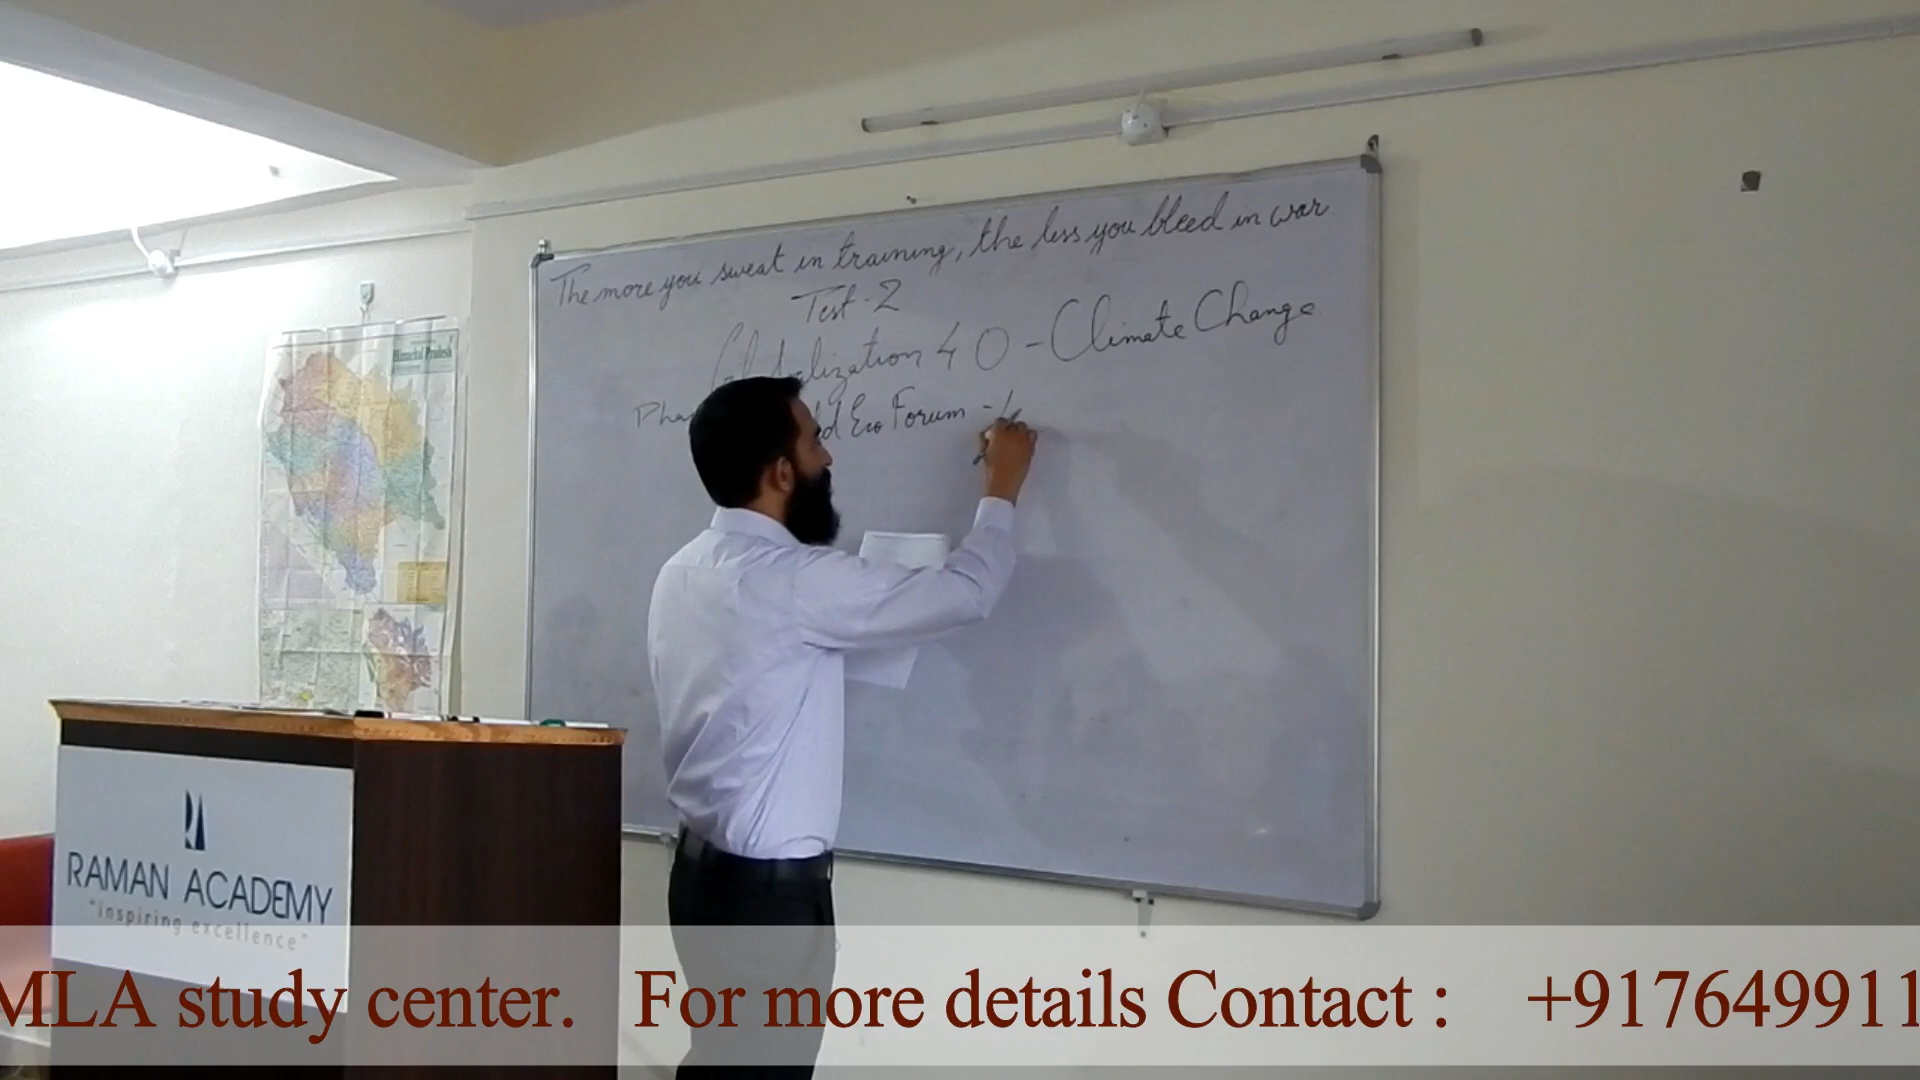 The more you sweat in training, the less you bleed in war
Test-2
Globalization 4 0 - Climate Change
Eco Forum -
Himachal Pradesh
RAMAN ACADEMY
"inspiring excellence"
MLA study center. For more details Contact : +917649911